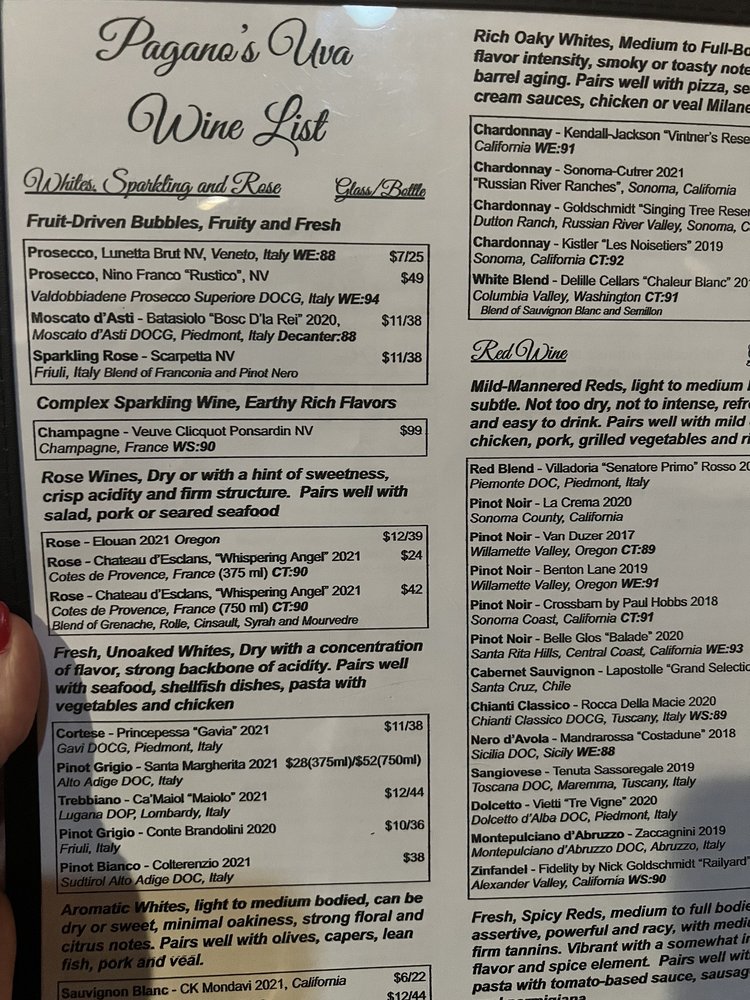 Pagano's Uva
Wine List
Whites, Sparkling and Rose Glass/Bottle
Fruit-Driven Bubbles, Fruity and Fresh
Prosecco, Lunetta Brut NV, Veneto, Italy WE:88 $7/25
Prosecco, Nino Franco "Rustico", NV $49
Valdobbiadene Prosecco Superiore DOCG, Italy WE:94
Moscato d'Asti - Batasiolo "Bosc D'la Rei" 2020, $11/38
Moscato d'Asti DOCG, Piedmont, Italy Decanter:88
Sparkling Rose - Scarpetta NV $11/38
Friuli, Italy Blend of Franconia and Pinot Nero
Complex Sparkling Wine, Earthy Rich Flavors
Champagne - Veuve Clicquot Ponsardin NV $99
Champagne, France WS:90
Rose Wines, Dry or with a hint of sweetness,
crisp acidity and firm structure. Pairs well with
salad, pork or seared seafood
Rose - Elouan 2021 Oregon $12/39
Rose - Chateau d'Esclans, "Whispering Angel" 2021 $24
Cotes de Provence, France (375 ml) CT:90
Rose - Chateau d'Esclans, "Whispering Angel" 2021 $42
Cotes de Provence, France (750 ml) CT:90
Blend of Grenache, Rolle, Cinsault, Syrah and Mourvedre
Fresh, Unoaked Whites, Dry with a concentration
of flavor, strong backbone of acidity. Pairs well
with seafood, shellfish dishes, pasta with
vegetables and chicken
Cortese - Princepessa "Gavia" 2021 $11/38
Gavi DOCG, Piedmont, Italy
Pinot Grigio - Santa Margherita 2021 $28(375ml)/$52(750ml)
Alto Adige DOC, Italy
Trebbiano - Ca'Maiol "Maiolo" 2021 $12/44
Lugana DOP, Lombardy, Italy
Pinot Grigio - Conte Brandolini 2020 $10/36
Friuli, Italy
Pinot Bianco - Colterenzio 2021 $38
Sudtirol Alto Adige DOC, Italy
Aromatic Whites, light to medium bodied, can be
dry or sweet, minimal oakiness, strong floral and
citrus notes. Pairs well with olives, capers, lean
fish, pork and veal.
Sauvignon Blanc - CK Mondavi 2021, California $6/22
$12/44
Rich Oaky Whites, Medium to Full-Bo
flavor intensity, smoky or toasty note
barrel aging. Pairs well with pizza, se
cream sauces, chicken or veal Milane
Chardonnay - Kendall-Jackson "Vintner's Rese
California WE:91
Chardonnay - Sonoma-Cutrer 2021
"Russian River Ranches", Sonoma, California
Chardonnay - Goldschmidt "Singing Tree Reser
Dutton Ranch, Russian River Valley, Sonoma, C
Chardonnay - Kistler "Les Noisetiers" 2019
Sonoma, California CT:92
White Blend - Delille Cellars "Chaleur Blanc" 20
Columbia Valley, Washington CT:91
Blend of Sauvignon Blanc and Semillon
Red Wine
Mild-Mannered Reds, light to medium
subtle. Not too dry, not to intense, refr
and easy to drink. Pairs well with mild
chicken, pork, grilled vegetables and ri
Red Blend - Villadoria "Senatore Primo" Rosso 20
Piemonte DOC, Piedmont, Italy
Pinot Noir - La Crema 2020
Sonoma County, California
Pinot Noir - Van Duzer 2017
Willamette Valley, Oregon CT:89
Pinot Noir - Benton Lane 2019
Willamette Valley, Oregon WE:91
Pinot Noir - Crossbarn by Paul Hobbs 2018
Sonoma Coast, California CT:91
Pinot Noir - Belle Glos "Balade" 2020
Santa Rita Hills, Central Coast, California WE:93
Cabernet Sauvignon - Lapostolle "Grand Selectio
Santa Cruz, Chile
Chianti Classico - Rocca Della Macie 2020
Chianti Classico DOCG, Tuscany, Italy WS:89
Nero d'Avola - Mandrarossa "Costadune" 2018
Sicilia DOC, Sicily WE:88
Sangiovese - Tenuta Sassoregale 2019
Toscana DOC, Maremma, Tuscany, Italy
Dolcetto - Vietti "Tre Vigne" 2020
Dolcetto d'Alba DOC, Piedmont, Italy
Montepulciano d'Abruzzo - Zaccagnini 2019
Montepulciano d'Abruzzo DOC, Abruzzo, Italy
Zinfandel - Fidelity by Nick Goldschmidt "Railyard"
Alexander Valley, California WS:90
Fresh, Spicy Reds, medium to full bodie
assertive, powerful and racy, with medi
firm tannins. Vibrant with a somewhat in
flavor and spice element. Pairs well wit
pasta with tomato-based sauce, sausag